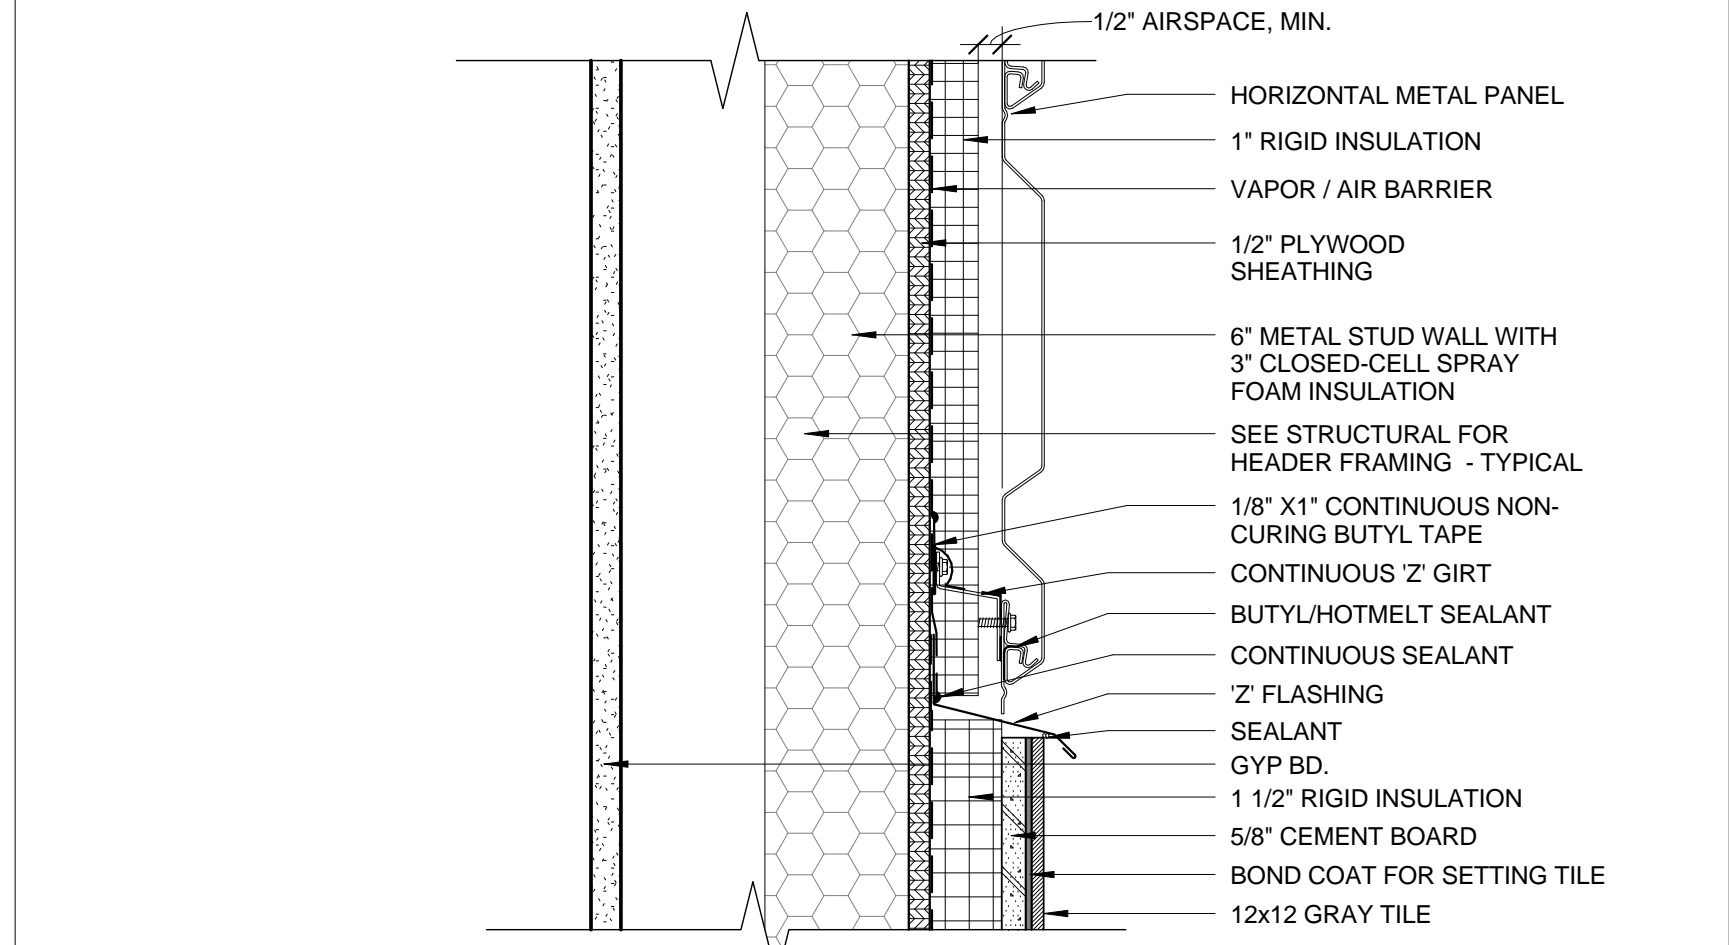 1/2" AIRSPACE, MIN.
HORIZONTAL METAL PANEL
1" RIGID INSULATION
VAPOR / AIR BARRIER
1/2" PLYWOOD
SHEATHING
6" METAL STUD WALL WITH
3" CLOSED-CELL SPRAY
FOAM INSULATION
SEE STRUCTURAL FOR
HEADER FRAMING - TYPICAL
1/8" X1" CONTINUOUS NON-
CURING BUTYL TAPE
CONTINUOUS 'Z' GIRT
BUTYL/HOTMELT SEALANT
CONTINUOUS SEALANT
'Z' FLASHING
SEALANT
GYP BD.
1 1/2" RIGID INSULATION
5/8" CEMENT BOARD
BOND COAT FOR SETTING TILE
12x12 GRAY TILE